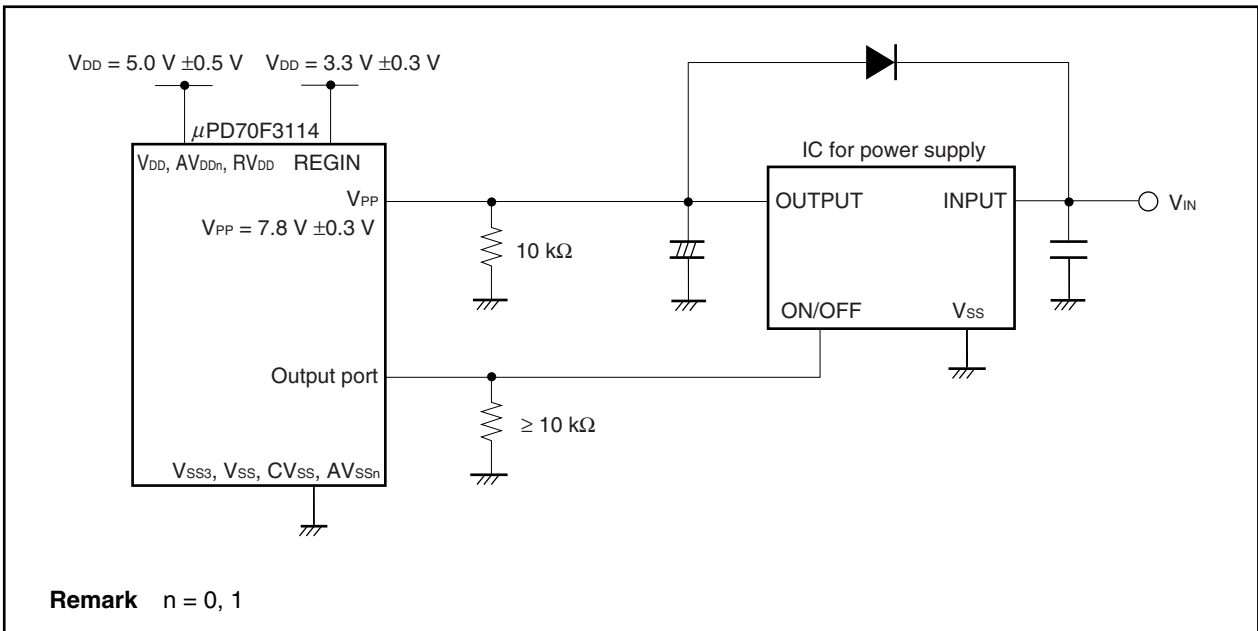 VDD = 5.0 V ±0.5 V VDD = 3.3 V ±0.3 V
μPD70F3114
VDD, AVDDn, RVDD REGIN
VPP
VPP = 7.8 V ±0.3 V
10 kΩ
IC for power supply
OUTPUT INPUT
VIN
ON/OFF VSS
Output port
≥ 10 kΩ
VSS3, VSS, CVSS, AVSSn
Remark n = 0, 1